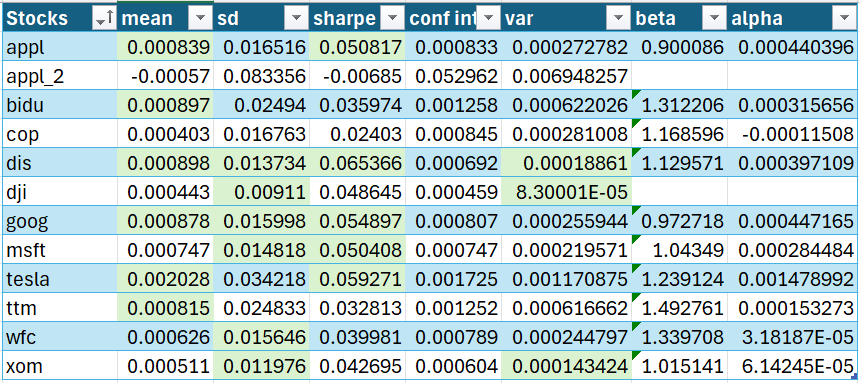 Stocks mean sd sharpe conf int var beta alpha
appl 0.000839 0.016516 0.050817 0.000833 0.000272782 0.900086 0.000440396
appl_2 -0.00057 0.083356 -0.00685 0.052962 0.006948257
bidu 0.000897 0.02494 0.035974 0.001258 0.000622026 1.312206 0.000315656
cop 0.000403 0.016763 0.02403 0.000845 0.000281008 1.168596 -0.00011508
dis 0.000898 0.013734 0.065366 0.000692 0.00018861 1.129571 0.000397109
dji 0.000443 0.00911 0.048645 0.000459 8.30001E-05
goog 0.000878 0.015998 0.054897 0.000807 0.000255944 0.972718 0.000447165
msft 0.000747 0.014818 0.050408 0.000747 0.000219571 1.04349 0.000284484
tesla 0.002028 0.034218 0.059271 0.001725 0.001170875 1.239124 0.001478992
ttm 0.000815 0.024833 0.032813 0.001252 0.000616662 1.492761 0.000153273
wfc 0.000626 0.015646 0.039981 0.000789 0.000244797 1.339708 3.18187E-05
xom 0.000511 0.011976 0.042695 0.000604 0.000143424 1.015141 6.14245E-05